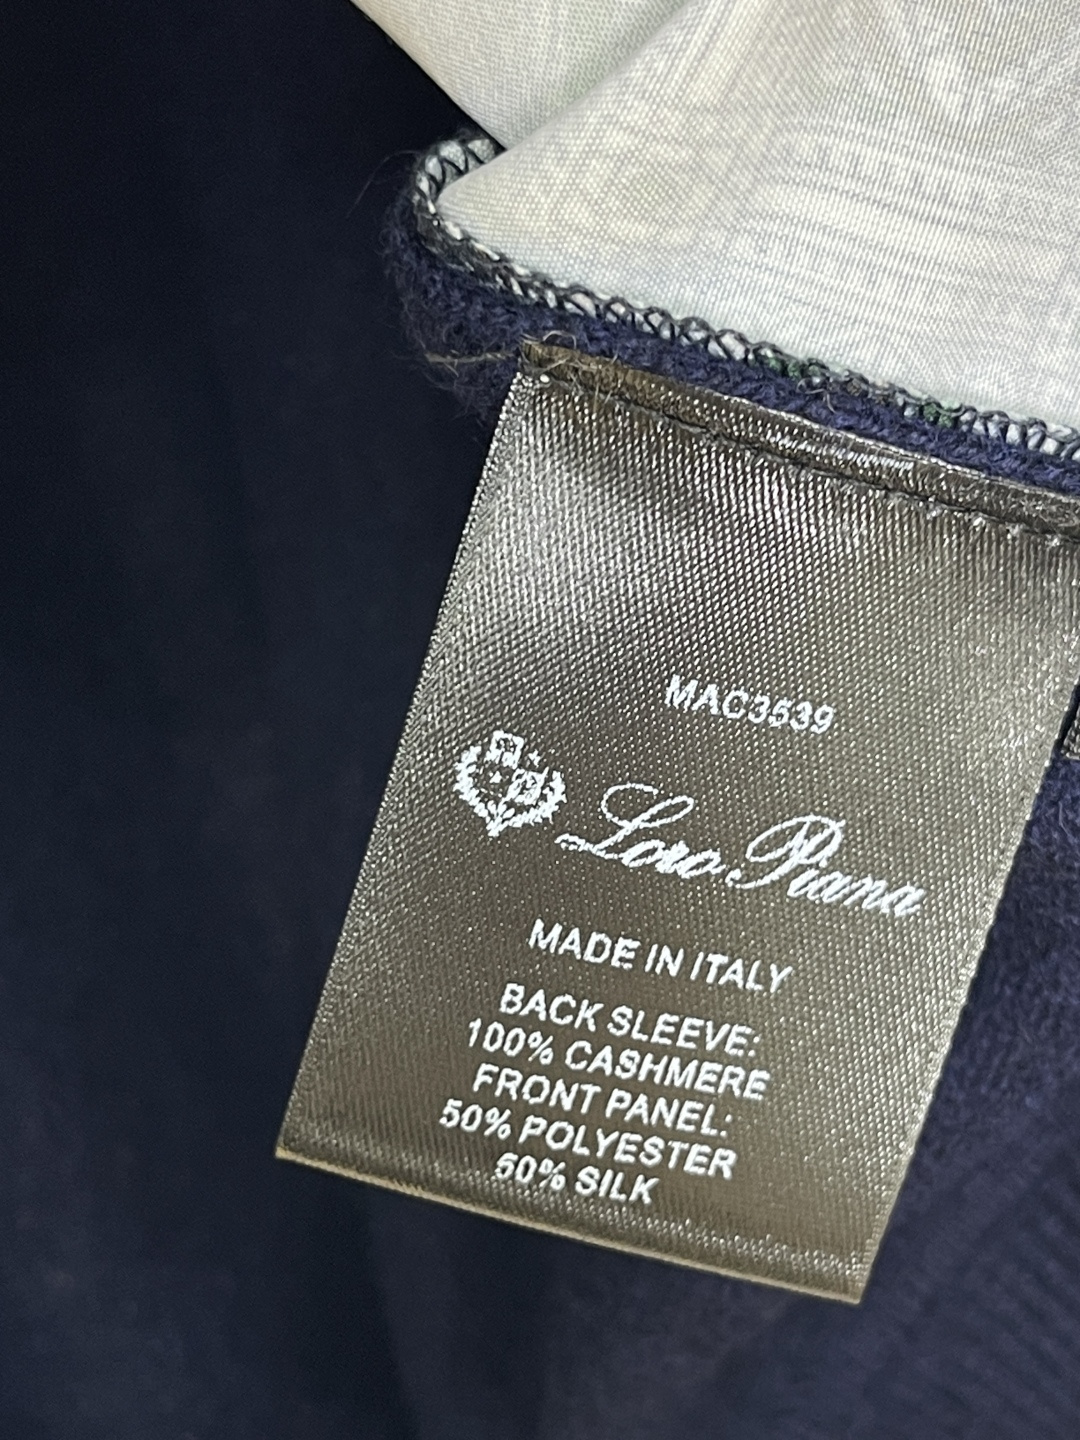 MAC3539
Loro Piana
MADE IN ITALY
BACK SLEEVE:
100% CASHMERE
FRONT PANEL:
50% POLYESTER
50% SILK